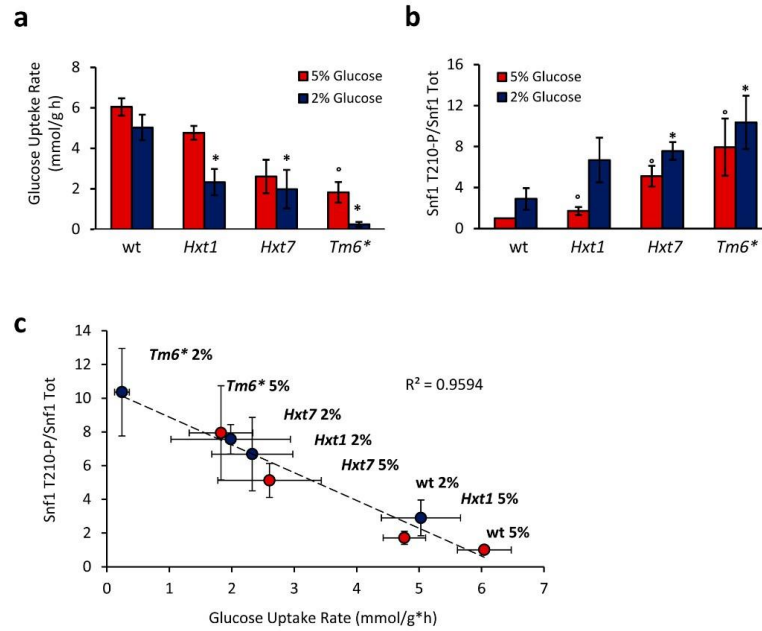 a
Glucose Upteke Rate
(mmol/g h)
8
6
4
2
0
5% Glucose
2% Glucose
* * ° *
wt Hxt1 Hxt7 Tm6*
b
Snf1 T210-P/Snf1 Tot
16
12
8
4
0
5% Glucose
2% Glucose
° ° * ° *
wt Hxt1 Hxt7 Tm6*
c
Snf1 T210-P/Snf1 Tot
14
12
10
8
6
4
2
0
Tm6* 2%
Tm6* 5%
R² = 0.9594
Hxt7 2%
Hxt1 2%
Hxt7 5%
wt 2%
Hxt1 5%
wt 5%
0 1 2 3 4 5 6 7
Glucose Uptake Rate (mmol/g*h)